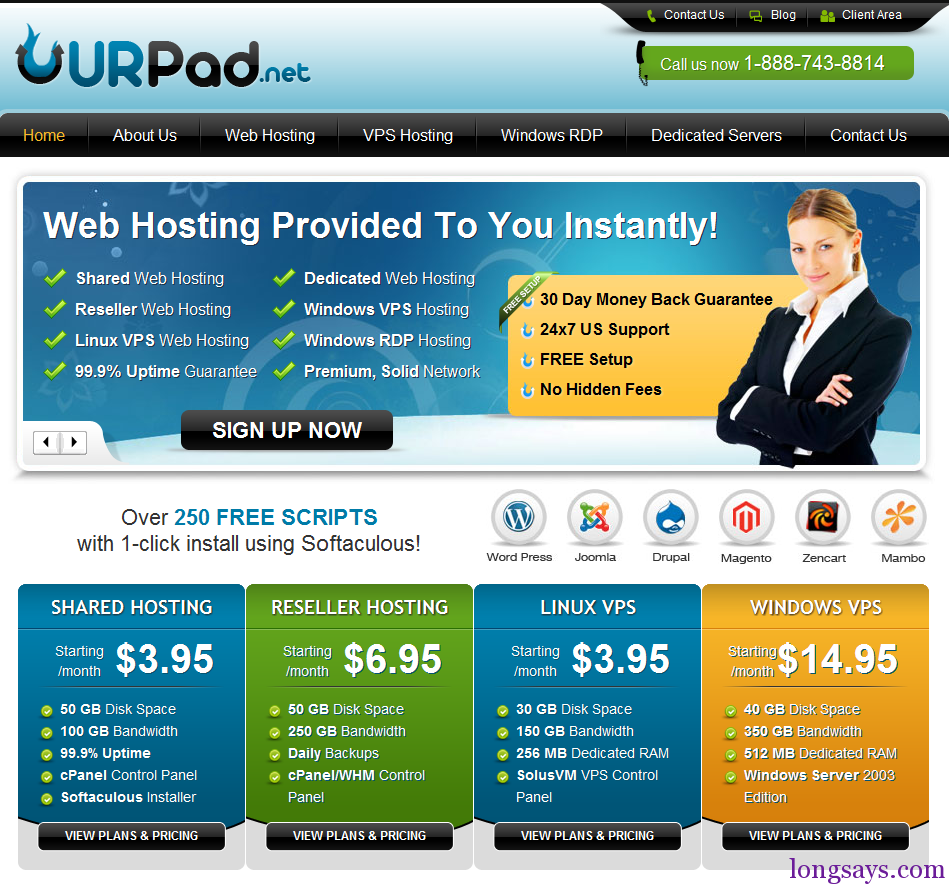 Contact Us
Blog
Client Area
URPad.net
Call us now 1-888-743-8814
Home
About Us
Web Hosting
VPS Hosting
Windows RDP
Dedicated Servers
Contact Us
Web Hosting Provided To You Instantly!
Shared Web Hosting
Reseller Web Hosting
Linux VPS Web Hosting
99.9% Uptime Guarantee
Dedicated Web Hosting
Windows VPS Hosting
Windows RDP Hosting
Premium, Solid Network
FREE SETUP
30 Day Money Back Guarantee
24x7 US Support
FREE Setup
No Hidden Fees
SIGN UP NOW
Over 250 FREE SCRIPTS
with 1-click install using Softaculous!
Word Press
Joomla
Drupal
Magento
Zencart
Mambo
SHARED HOSTING
Starting
/month
$3.95
50 GB Disk Space
100 GB Bandwidth
99.9% Uptime
cPanel Control Panel
Softaculous Installer
VIEW PLANS & PRICING
RESELLER HOSTING
Starting
/month
$6.95
50 GB Disk Space
250 GB Bandwidth
Daily Backups
cPanel/WHM Control
Panel
VIEW PLANS & PRICING
LINUX VPS
Starting
/month
$3.95
30 GB Disk Space
150 GB Bandwidth
256 MB Dedicated RAM
SolusVM VPS Control
Panel
VIEW PLANS & PRICING
WINDOWS VPS
Starting
/month
$14.95
40 GB Disk Space
350 GB Bandwidth
512 MB Dedicated RAM
Windows Server 2003
Edition
VIEW PLANS & PRICING
longsays.com